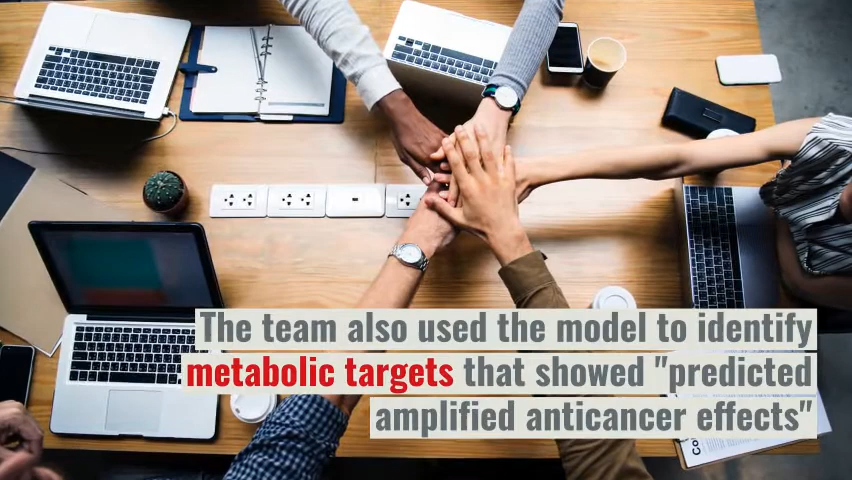 The team also used the model to identify
metabolic targets that showed "predicted
amplified anticancer effects"